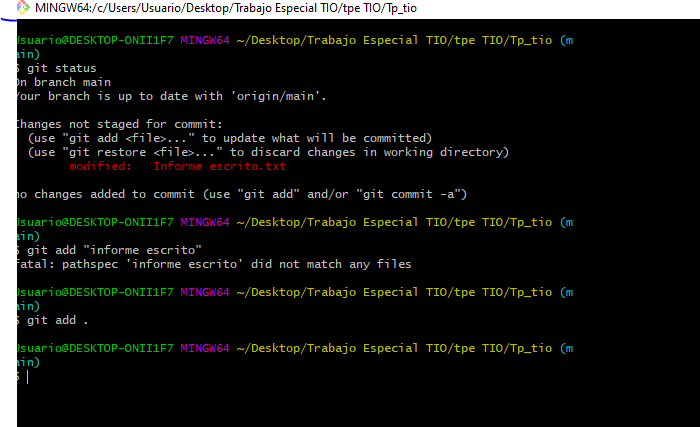 MINGW64:/c/Users/Usuario/Desktop/Trabajo Especial TIO/tpe TIO/Tp_tio
Usuario@DESKTOP-ONII1F7 MINGW64 ~/Desktop/Trabajo Especial TIO/tpe TIO/Tp_tio (m
ain)
$ git status
On branch main
Your branch is up to date with 'origin/main'.
Changes not staged for commit:
(use "git add <file>..." to update what will be committed)
(use "git restore <file>..." to discard changes in working directory)
modified: Informe escrito.txt
no changes added to commit (use "git add" and/or "git commit -a")
Usuario@DESKTOP-ONII1F7 MINGW64 ~/Desktop/Trabajo Especial TIO/tpe TIO/Tp_tio (m
ain)
$ git add "informe escrito"
fatal: pathspec 'informe escrito' did not match any files
Usuario@DESKTOP-ONII1F7 MINGW64 ~/Desktop/Trabajo Especial TIO/tpe TIO/Tp_tio (m
ain)
$ git add .
Usuario@DESKTOP-ONII1F7 MINGW64 ~/Desktop/Trabajo Especial TIO/tpe TIO/Tp_tio (m
ain)
$